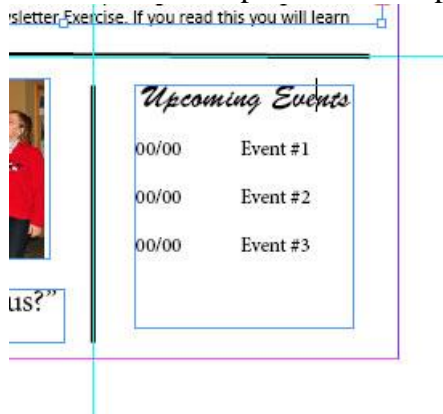 sletter Exercise. If you read this you will learn
Upcoming Events
00/00 Event #1
00/00 Event #2
00/00 Event #3
us?”